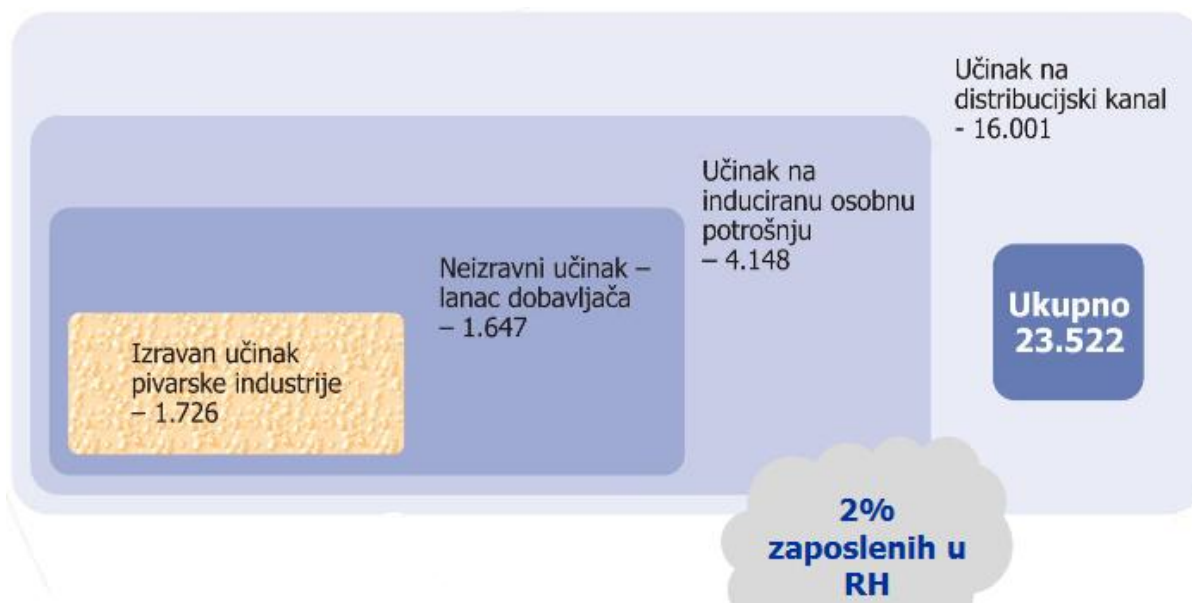 Učinak na
distribucijski kanal
- 16.001
Učinak na
induciranu osobnu
potrošnju
– 4.148
Neizravni učinak –
lanac dobavljača
– 1.647
Izravan učinak
pivarske industrije
– 1.726
Ukupno
23.522
2%
zaposlenih u
RH